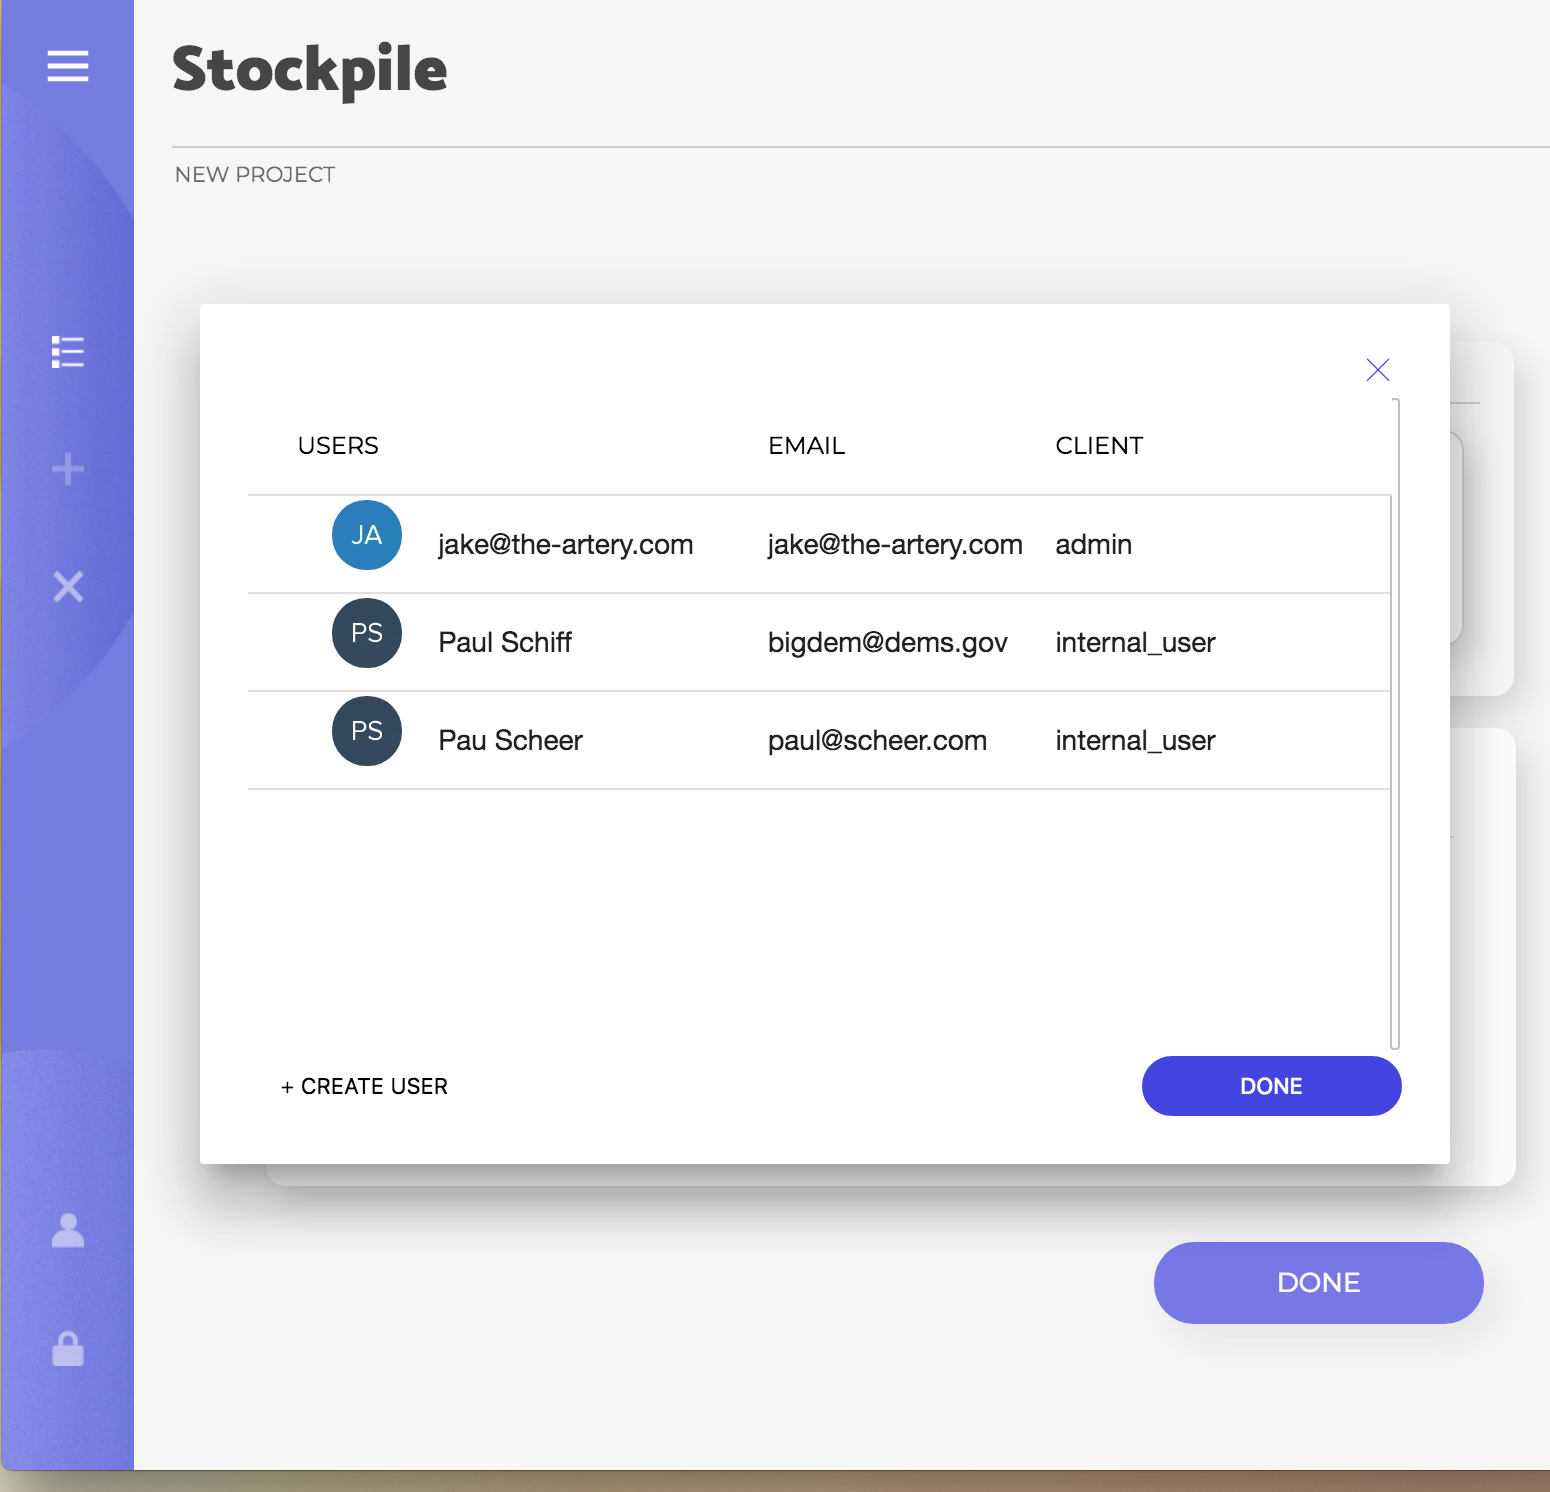 Stockpile
NEW PROJECT
USERS EMAIL CLIENT
JA jake@the-artery.com jake@the-artery.com admin
PS Paul Schiff bigdem@dems.gov internal_user
PS Pau Scheer paul@scheer.com internal_user
+ CREATE USER DONE
DONE